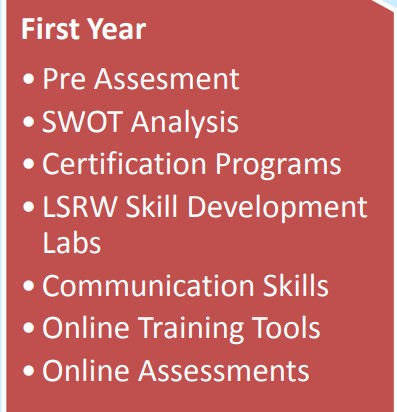 First Year
• Pre Assesment
• SWOT Analysis
• Certification Programs
• LSRW Skill Development
Labs
• Communication Skills
• Online Training Tools
• Online Assessments